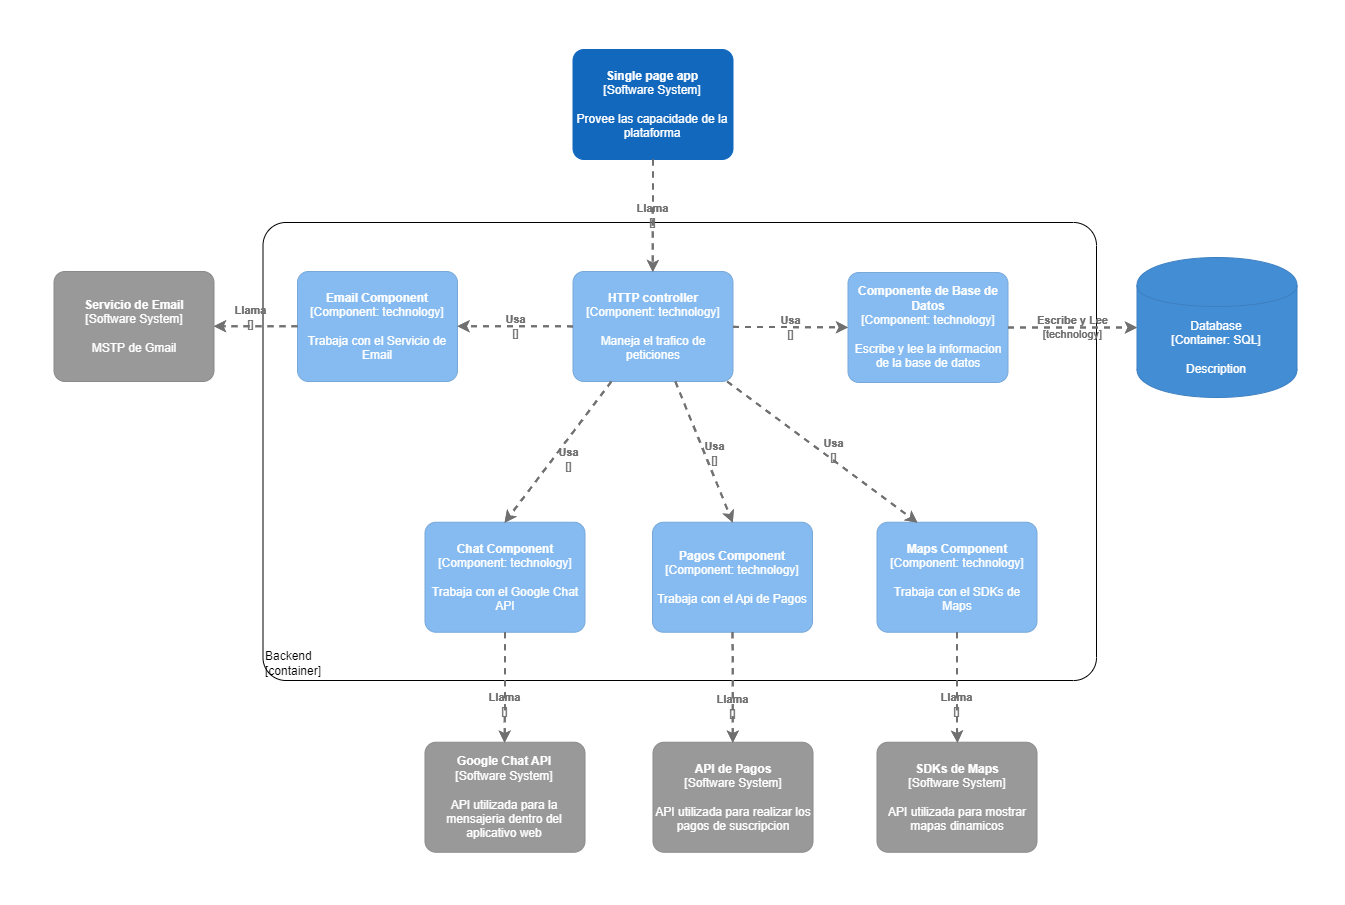 Single page app
[Software System]
Provee las capacidade de la
plataforma
Llama
[]
Servicio de Email
[Software System]
MSTP de Gmail
Llama
[]
Email Component
[Component: technology]
Trabaja con el Servicio de
Email
Usa
[]
HTTP controller
[Component: technology]
Maneja el trafico de
peticiones
Usa
[]
Componente de Base de
Datos
[Component: technology]
Escribe y lee la informacion
de la base de datos
Escribe y Lee
[technology]
Database
[Container: SQL]
Description
Usa
[]
Usa
[]
Usa
[]
Chat Component
[Component: technology]
Trabaja con el Google Chat
API
Pagos Component
[Component: technology]
Trabaja con el Api de Pagos
Maps Component
[Component: technology]
Trabaja con el SDKs de
Maps
Backend
[container]
Llama
[]
Llama
[]
Llama
[]
Google Chat API
[Software System]
API utilizada para la
mensajeria dentro del
aplicativo web
API de Pagos
[Software System]
API utilizada para realizar los
pagos de suscripcion
SDKs de Maps
[Software System]
API utilizada para mostrar
mapas dinamicos